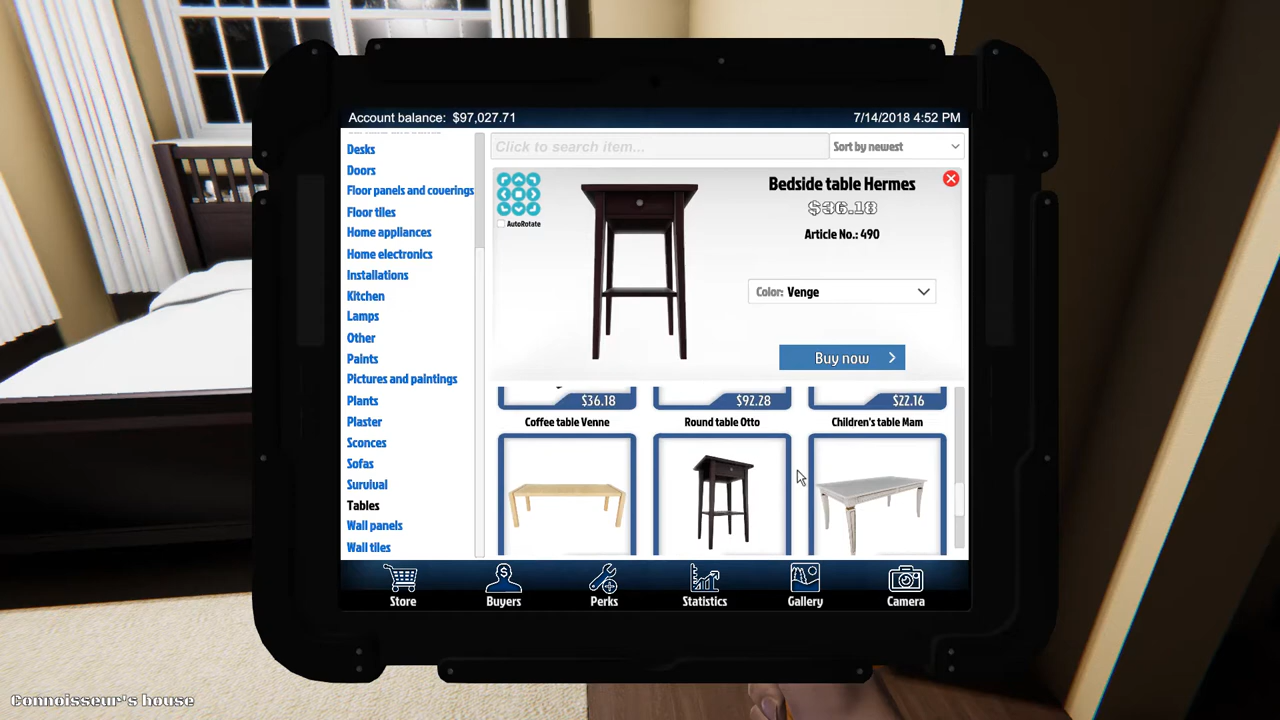 Account balance: $97,027.71
7/14/2018 4:52 PM
Desks
Doors
Floor panels and coverings
Floor tiles
Home appliances
Home electronics
Installations
Kitchen
Lamps
Other
Paints
Pictures and paintings
Plants
Plaster
Sconces
Sofas
Survival
Tables
Wall panels
Wall tiles
Click to search item...
Sort by newest
AutoRotate
Bedside table Hermes
$36.18
Article No.: 490
Color: Venge
Buy now
$36.18
$92.28
$22.16
Coffee table Venne
Round table Otto
Children's table Mam
Store
Buyers
Perks
Statistics
Gallery
Camera
Connoisseur's house